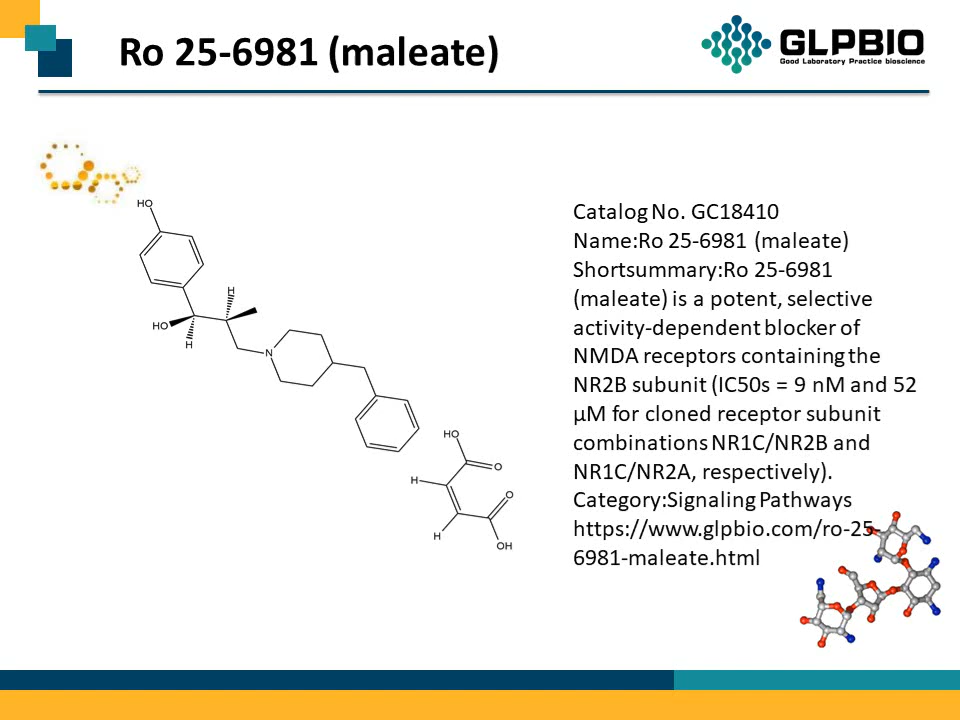 Ro 25-6981 (maleate)
GLPBIO
Good Laboratory Practice bioscience
HO
HO
H
H
N
HO
O
H
O
H
OH
Catalog No. GC18410
Name:Ro 25-6981 (maleate)
Shortsummary:Ro 25-6981
(maleate) is a potent, selective
activity-dependent blocker of
NMDA receptors containing the
NR2B subunit (IC50s = 9 nM and 52
μM for cloned receptor subunit
combinations NR1C/NR2B and
NR1C/NR2A, respectively).
Category:Signaling Pathways
https://www.glpbio.com/ro-25-
6981-maleate.html